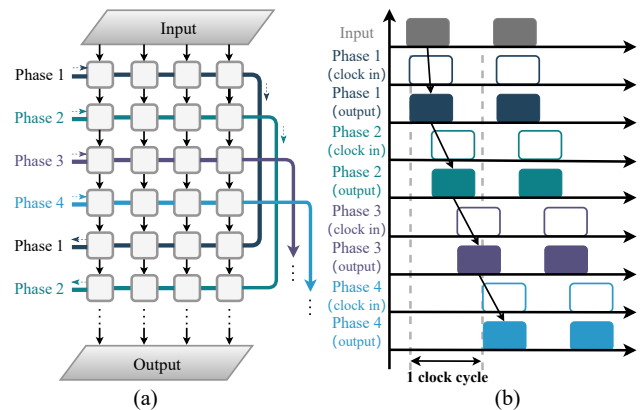 Input
Phase 1
Phase 2
Phase 3
Phase 4
Phase 1
Phase 2
Output
(a)
Input
Phase 1
(clock in)
Phase 1
(output)
Phase 2
(clock in)
Phase 2
(output)
Phase 3
(clock in)
Phase 3
(output)
Phase 4
(clock in)
Phase 4
(output)
1 clock cycle
(b)